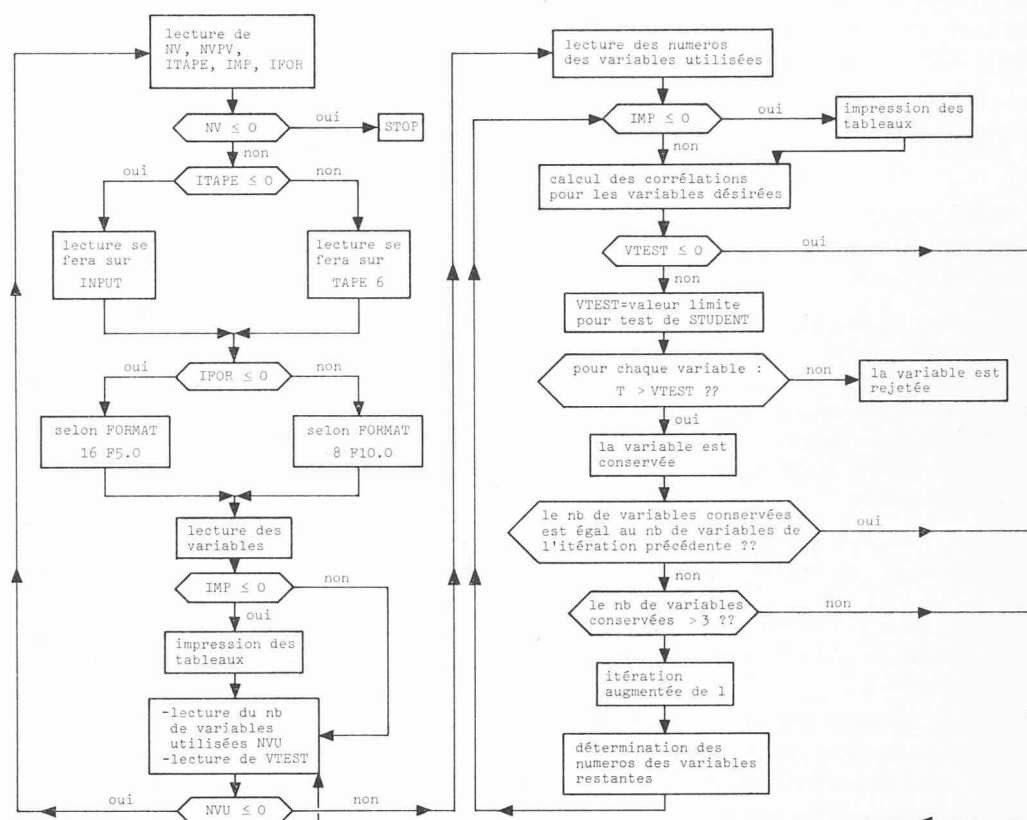 lecture de
NV, NVPV,
ITAPE, IMP, IFOR
NV ≤ 0
oui
STOP
non
oui
ITAPE ≤ 0
non
lecture se
fera sur
INPUT
lecture se
fera sur
TAPE 6
oui
IFOR ≤ 0
non
selon FORMAT
16 F5.0
selon FORMAT
8 F10.0
lecture des
variables
IMP ≤ 0
non
oui
impression des
tableaux
-lecture du nb
de variables
utilisées NVU
-lecture de VTEST
oui
NVU ≤ 0
non
lecture des numeros
des variables utilisées
IMP ≤ 0
oui
impression des
tableaux
non
calcul des corrélations
pour les variables désirées
VTEST ≤ 0
oui
non
VTEST=valeur limite
pour test de STUDENT
pour chaque variable :
T > VTEST ??
non
la variable est
rejetée
oui
la variable est
conservée
le nb de variables conservées
est égal au nb de variables de
l'itération précédente ??
oui
non
le nb de variables
conservées > 3 ??
non
itération
augmentée de 1
détermination des
numeros des variables
restantes